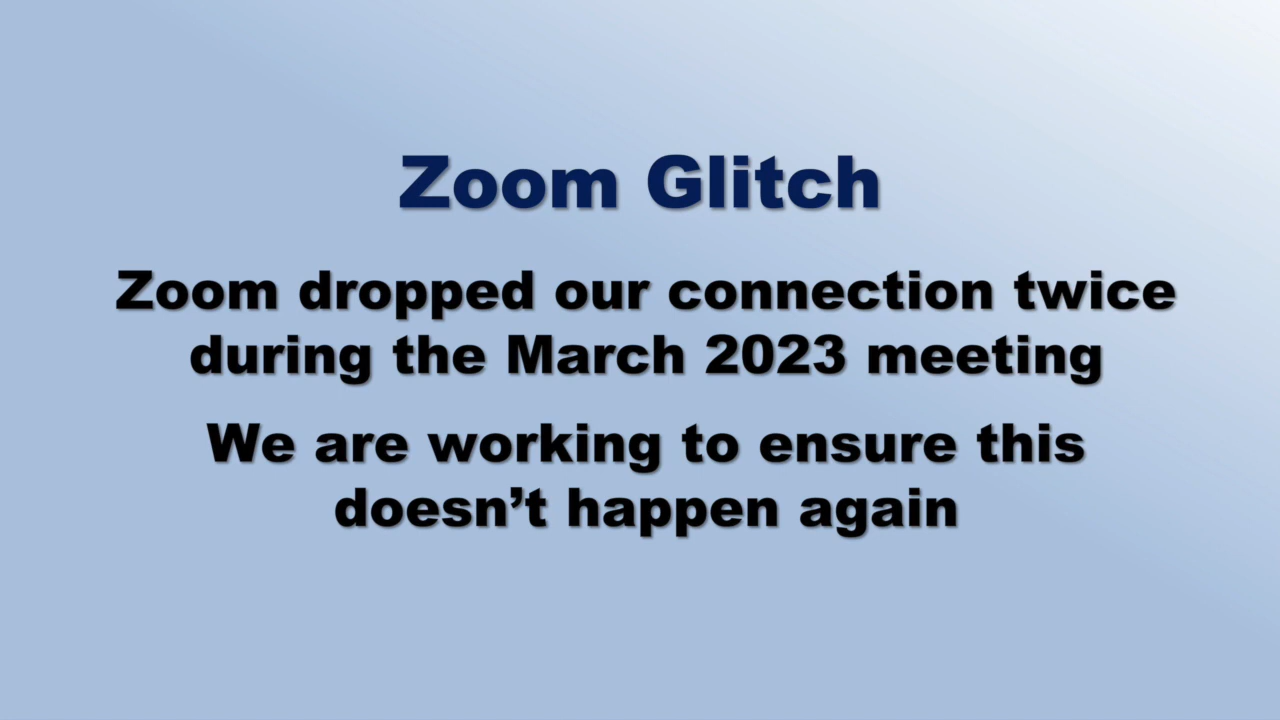 Zoom Glitch
Zoom dropped our connection twice
during the March 2023 meeting
We are working to ensure this
doesn’t happen again